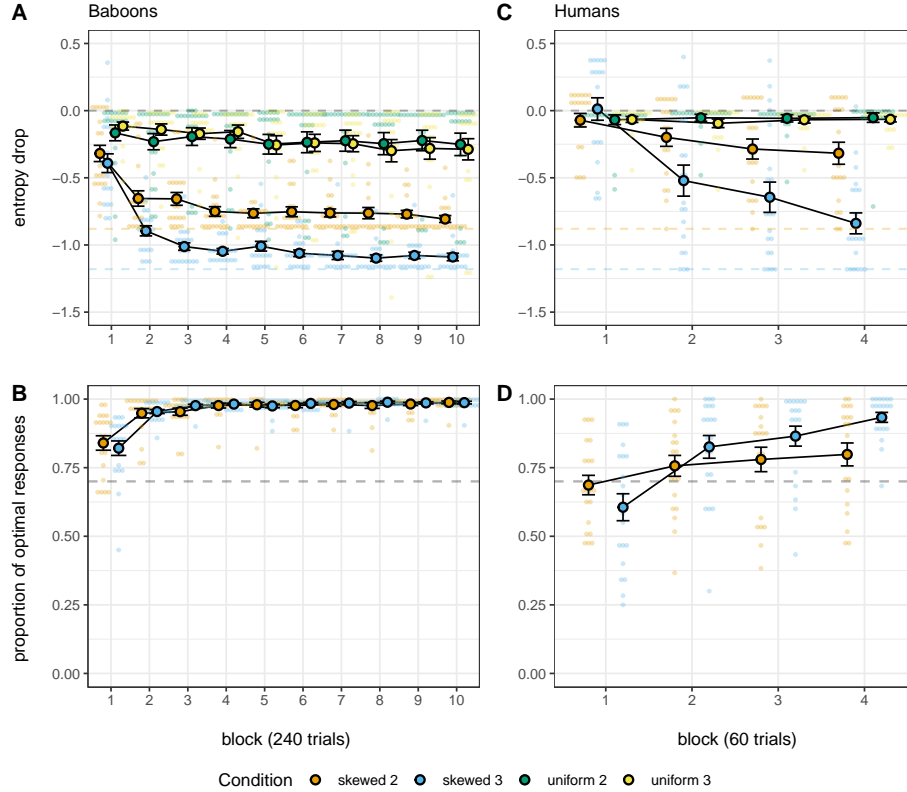 A
Baboons
C
Humans
entropy drop
0.5
0.0
−0.5
−1.0
−1.5
1 2 3 4 5 6 7 8 9 10
0.5
0.0
−0.5
−1.0
−1.5
1 2 3 4
B
D
proportion of optimal responses
1.00
0.75
0.50
0.25
0.00
1 2 3 4 5 6 7 8 9 10
block (240 trials)
1.00
0.75
0.50
0.25
0.00
1 2 3 4
block (60 trials)
Condition skewed 2 skewed 3 uniform 2 uniform 3